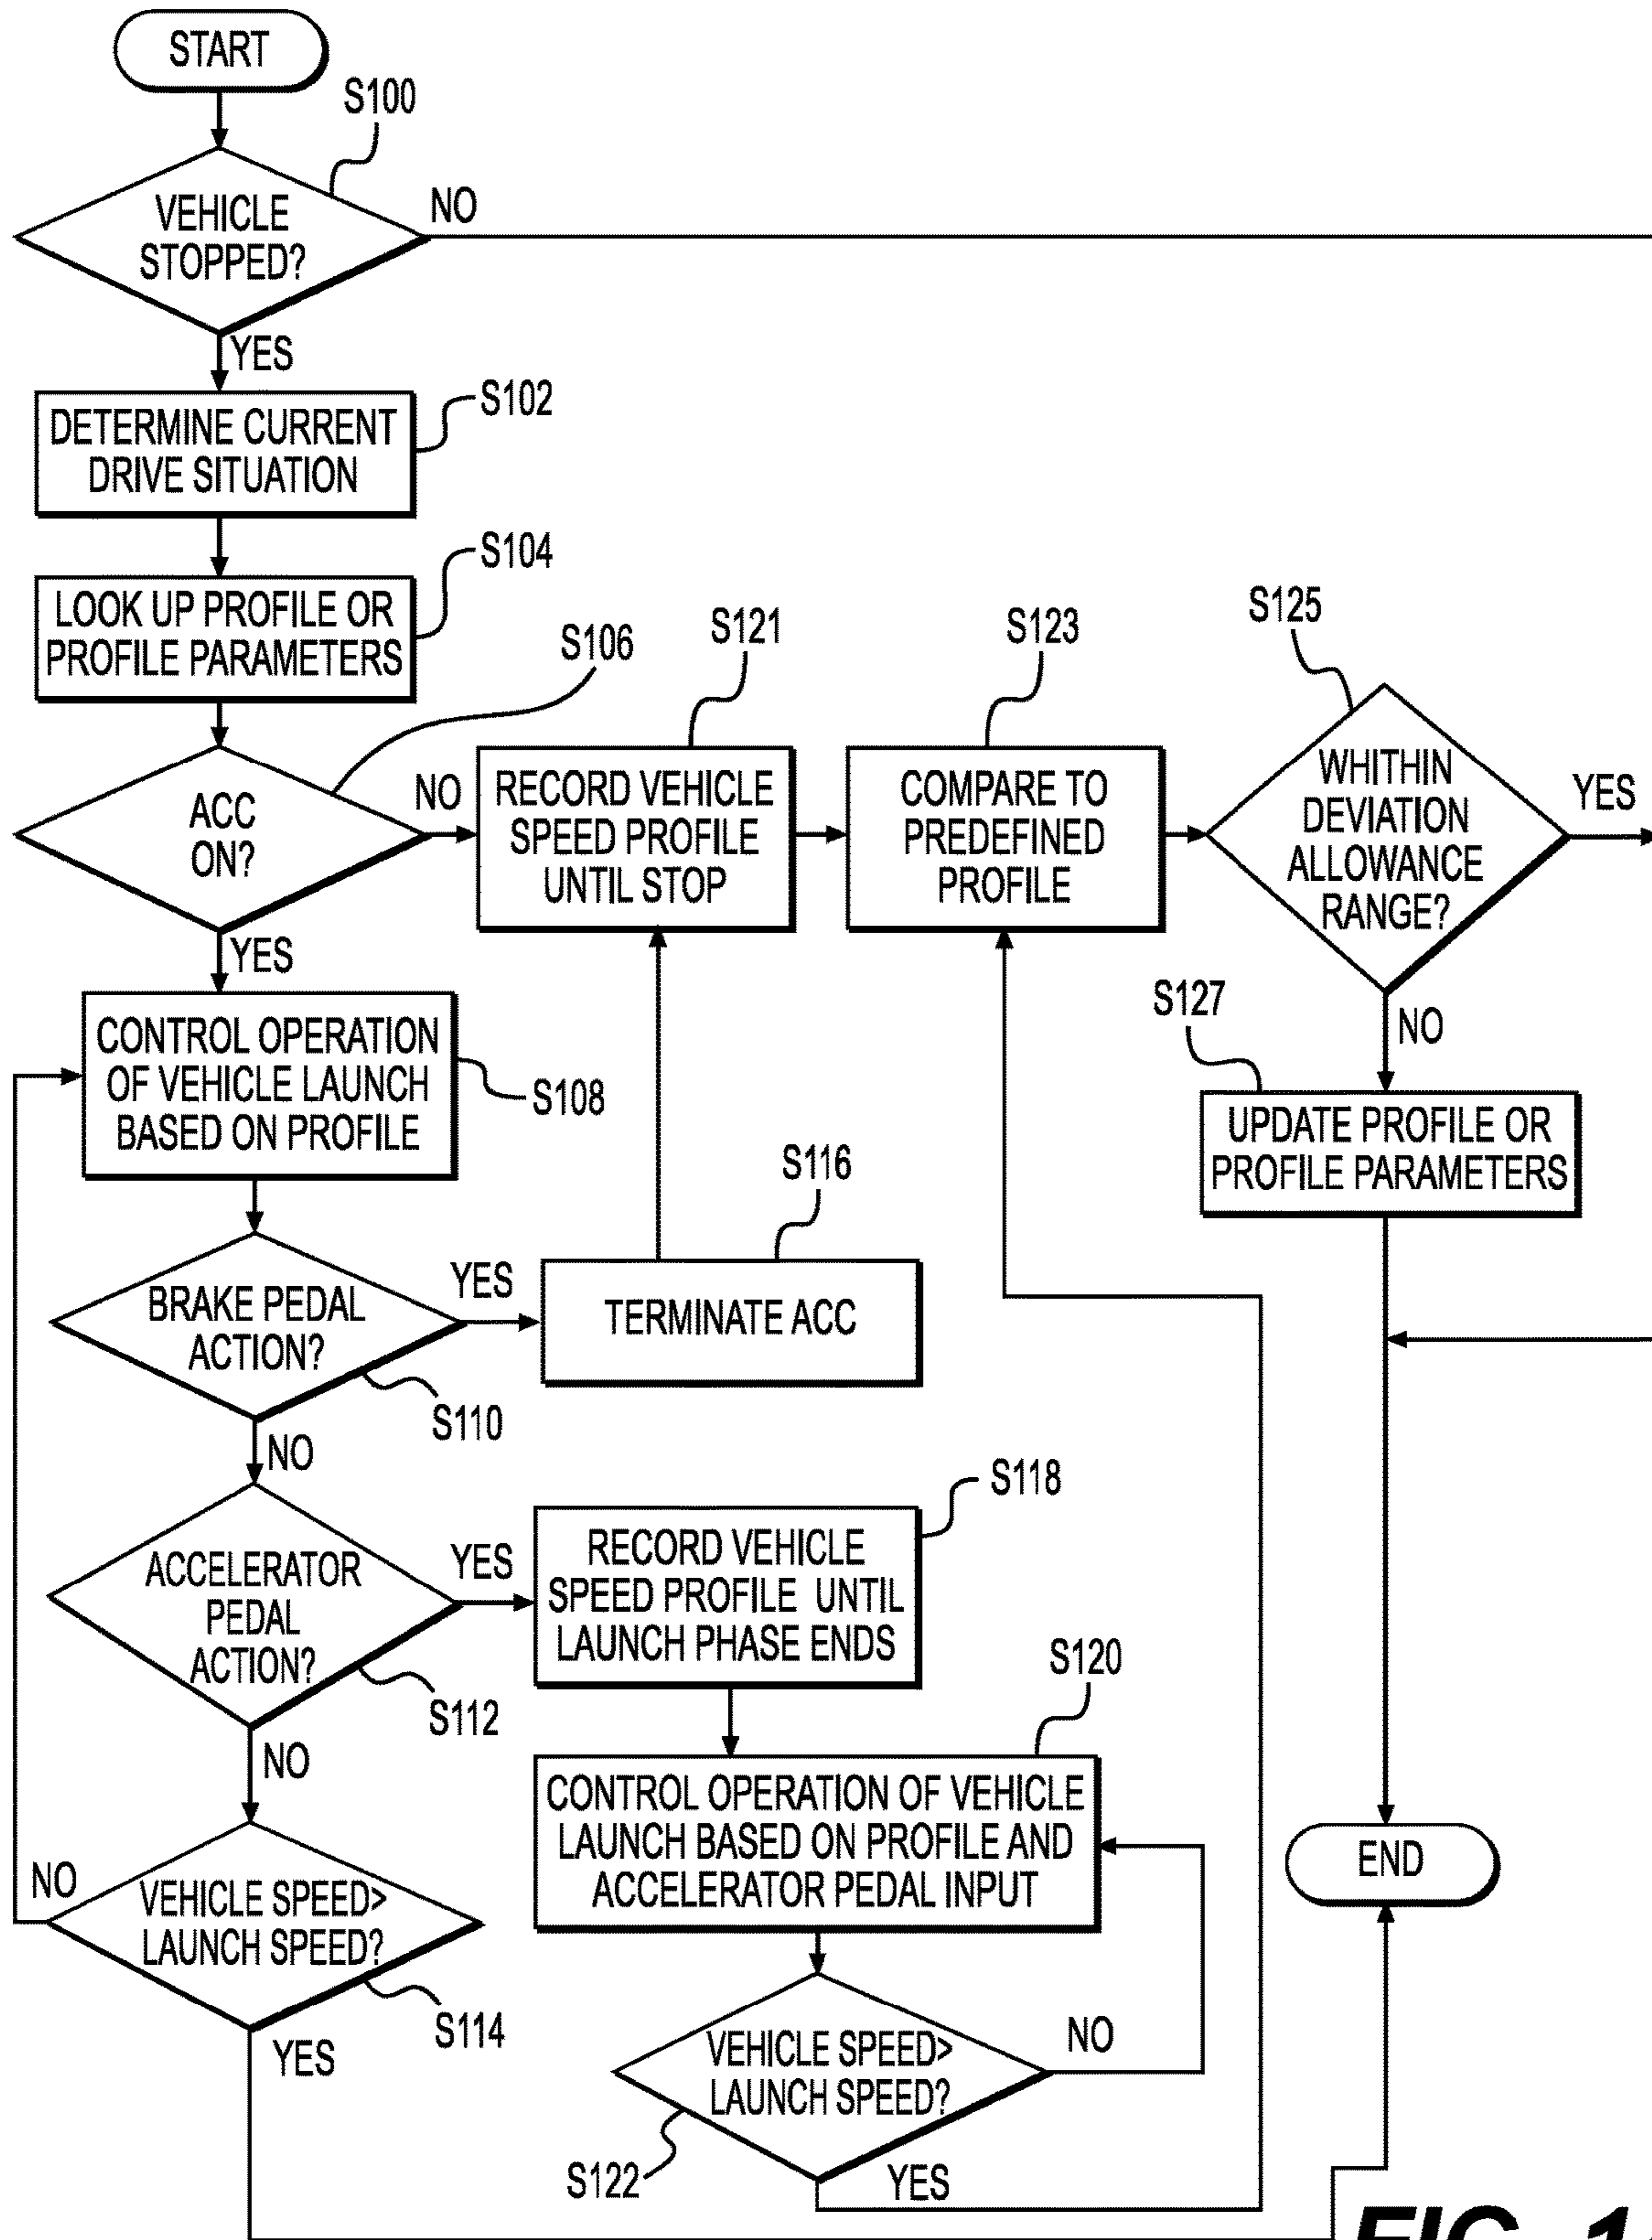 START
S100
VEHICLE
STOPPED?
NO
YES
DETERMINE CURRENT
DRIVE SITUATION
S102
LOOK UP PROFILE OR
PROFILE PARAMETERS
S104
ACC
ON?
S106
NO
YES
RECORD VEHICLE
SPEED PROFILE
UNTIL STOP
S121
COMPARE TO
PREDEFINED
PROFILE
S123
WHITHIN
DEVIATION
ALLOWANCE
RANGE?
S125
YES
NO
S127
UPDATE PROFILE OR
PROFILE PARAMETERS
CONTROL OPERATION
OF VEHICLE LAUNCH
BASED ON PROFILE
S108
BRAKE PEDAL
ACTION?
S110
YES
NO
S116
TERMINATE ACC
ACCELERATOR
PEDAL
ACTION?
S112
YES
NO
RECORD VEHICLE
SPEED PROFILE UNTIL
LAUNCH PHASE ENDS
S118
S120
CONTROL OPERATION OF VEHICLE
LAUNCH BASED ON PROFILE AND
ACCELERATOR PEDAL INPUT
VEHICLE SPEED>
LAUNCH SPEED?
S114
NO
YES
VEHICLE SPEED>
LAUNCH SPEED?
S122
NO
YES
END
FIG.